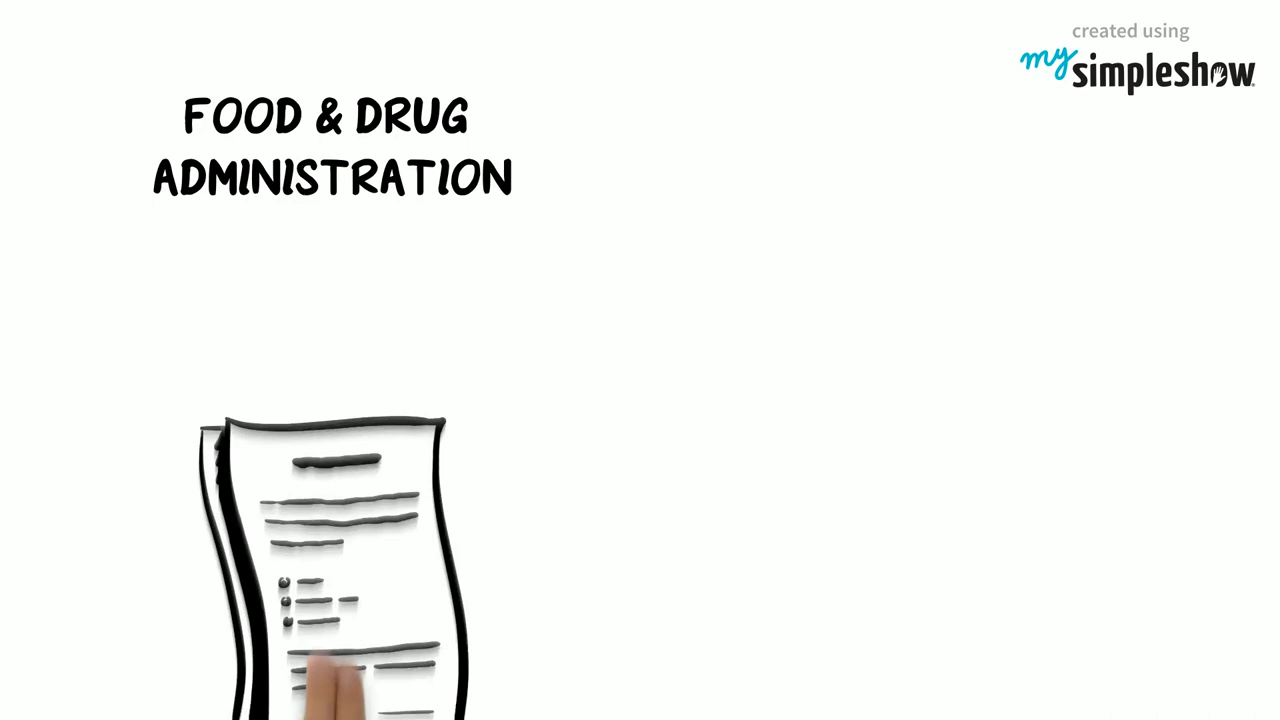 created using
my
simpleshow
FOOD & DRUG
ADMINISTRATION